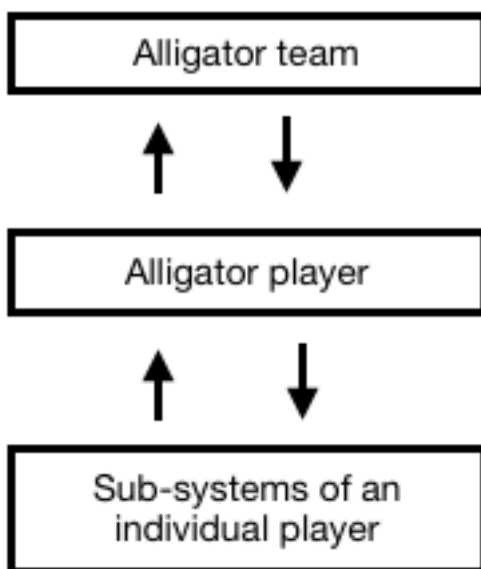 Alligator team
Alligator player
Sub-systems of an
individual player